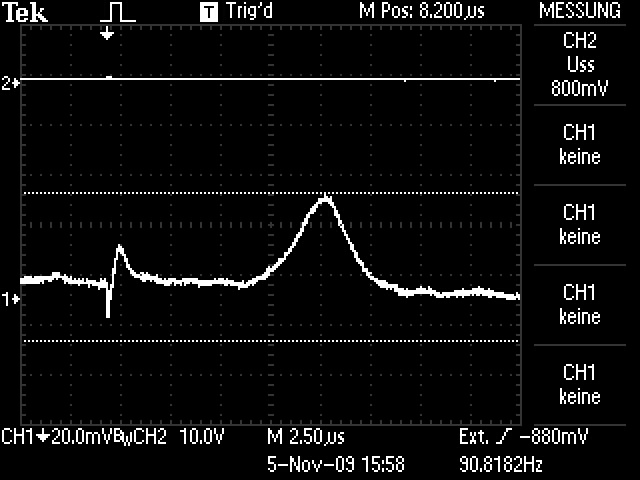 Tek
T Trig'd
M Pos: 8.200µs
MESSUNG
CH2
Uss
800mV
CH1
keine
CH1
keine
CH1
keine
CH1
keine
2
1
CH1 20.0mVBW CH2 10.0V M 2.50µs Ext. -880mV
5-Nov-09 15:58 90.8182Hz